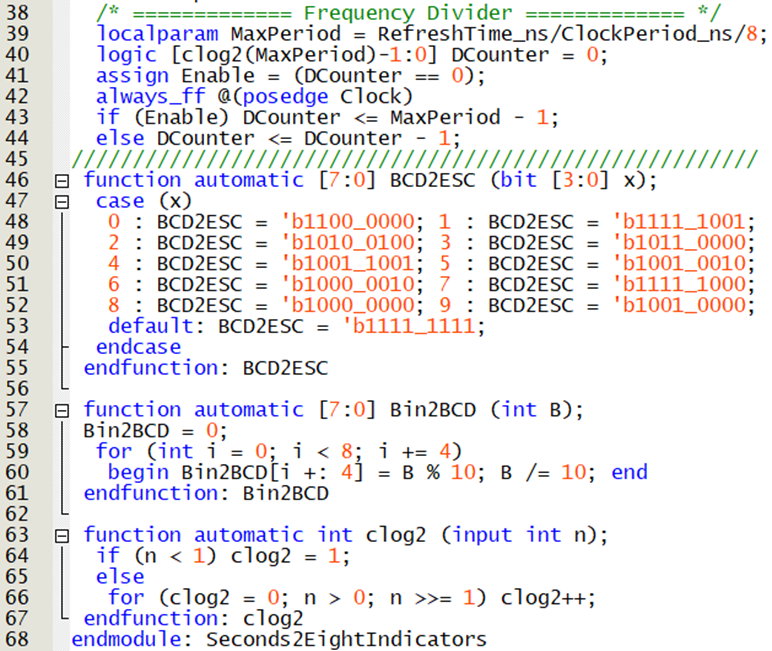 38 /* ============= Frequency Divider ============= */
39 localparam MaxPeriod = RefreshTime_ns/ClockPeriod_ns/8;
40 logic [clog2(MaxPeriod)-1:0] DCounter = 0;
41 assign Enable = (DCounter == 0);
42 always_ff @(posedge Clock)
43 if (Enable) DCounter <= MaxPeriod - 1;
44 else DCounter <= DCounter - 1;
45 ////////////////////////////////////////////////////////
46 function automatic [7:0] BCD2ESC (bit [3:0] x);
47 case (x)
48 0 : BCD2ESC = 'b1100_0000; 1 : BCD2ESC = 'b1111_1001;
49 2 : BCD2ESC = 'b1010_0100; 3 : BCD2ESC = 'b1011_0000;
50 4 : BCD2ESC = 'b1001_1001; 5 : BCD2ESC = 'b1001_0010;
51 6 : BCD2ESC = 'b1000_0010; 7 : BCD2ESC = 'b1111_1000;
52 8 : BCD2ESC = 'b1000_0000; 9 : BCD2ESC = 'b1001_0000;
53 default: BCD2ESC = 'b1111_1111;
54 endcase
55 endfunction: BCD2ESC
56
57 function automatic [7:0] Bin2BCD (int B);
58 Bin2BCD = 0;
59 for (int i = 0; i < 8; i += 4)
60 begin Bin2BCD[i +: 4] = B % 10; B /= 10; end
61 endfunction: Bin2BCD
62
63 function automatic int clog2 (input int n);
64 if (n < 1) clog2 = 1;
65 else
66 for (clog2 = 0; n > 0; n >>= 1) clog2++;
67 endfunction: clog2
68 endmodule: Seconds2EightIndicators